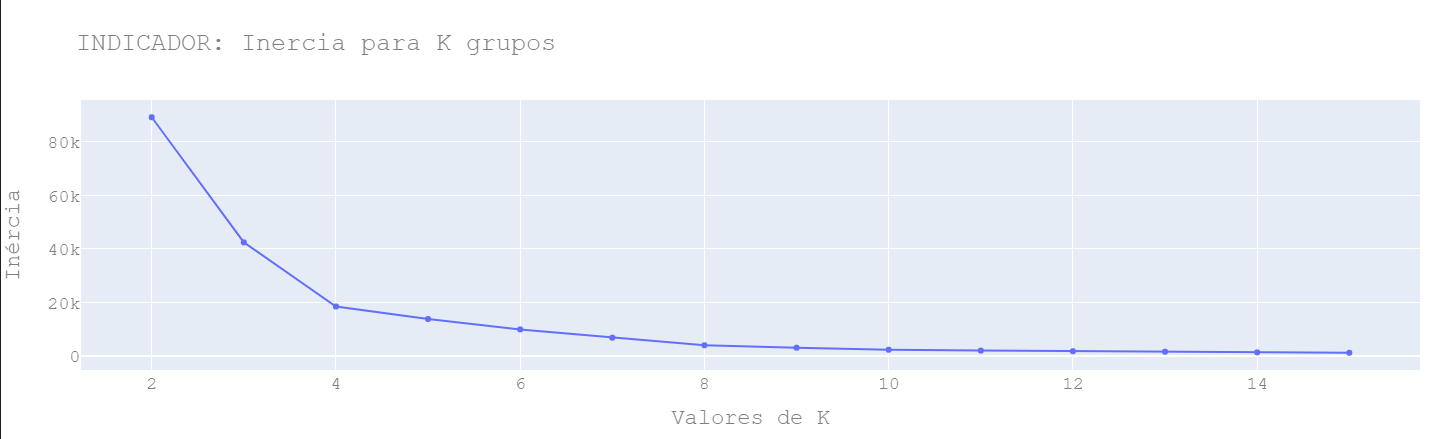 INDICADOR: Inercia para K grupos
Inércia
80k
60k
40k
20k
0
2 4 6 8 10 12 14
Valores de K